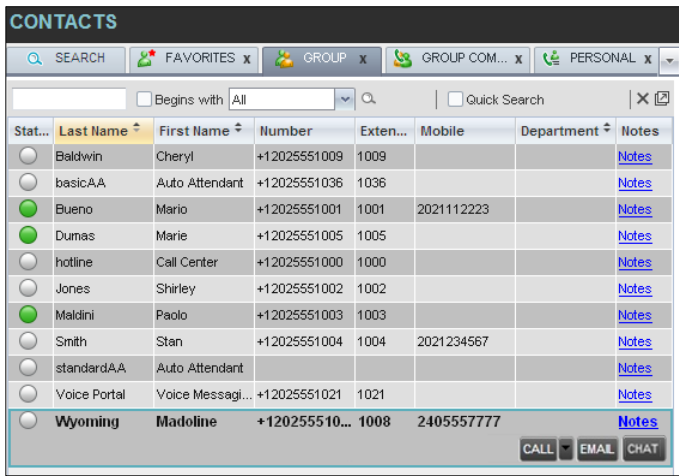 CONTACTS
SEARCH FAVORITES x GROUP x GROUP COM... x PERSONAL x
Begins with All Quick Search
Stat... Last Name First Name Number Exten... Mobile Department Notes
Baldwin Cheryl +12025551009 1009 Notes
basicAA Auto Attendant +12025551036 1036 Notes
Bueno Mario +12025551001 1001 2021112223 Notes
Dumas Marie +12025551005 1005 Notes
hotline Call Center +12025551000 1000 Notes
Jones Shirley +12025551002 1002 Notes
Maldini Paolo +12025551003 1003 Notes
Smith Stan +12025551004 1004 2021234567 Notes
standardAA Auto Attendant Notes
Voice Portal Voice Messagi... +12025551021 1021 Notes
Wyoming Madoline +120255510... 1008 2405557777 Notes
CALL EMAIL CHAT